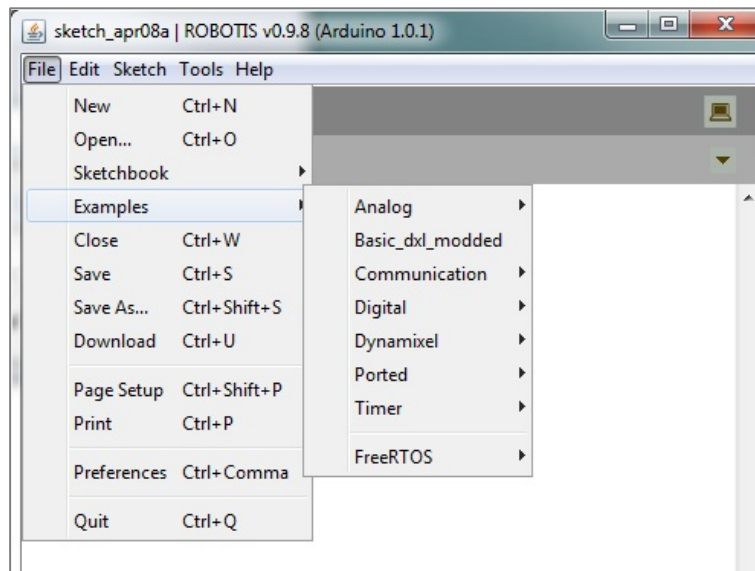 sketch_apr08a | ROBOTIS v0.9.8 (Arduino 1.0.1)
File Edit Sketch Tools Help
New Ctrl+N
Open... Ctrl+O
Sketchbook
Examples
Close Ctrl+W
Save Ctrl+S
Save As... Ctrl+Shift+S
Download Ctrl+U
Page Setup Ctrl+Shift+P
Print Ctrl+P
Preferences Ctrl+Comma
Quit Ctrl+Q
Analog
Basic_dxl_modded
Communication
Digital
Dynamixel
Ported
Timer
FreeRTOS